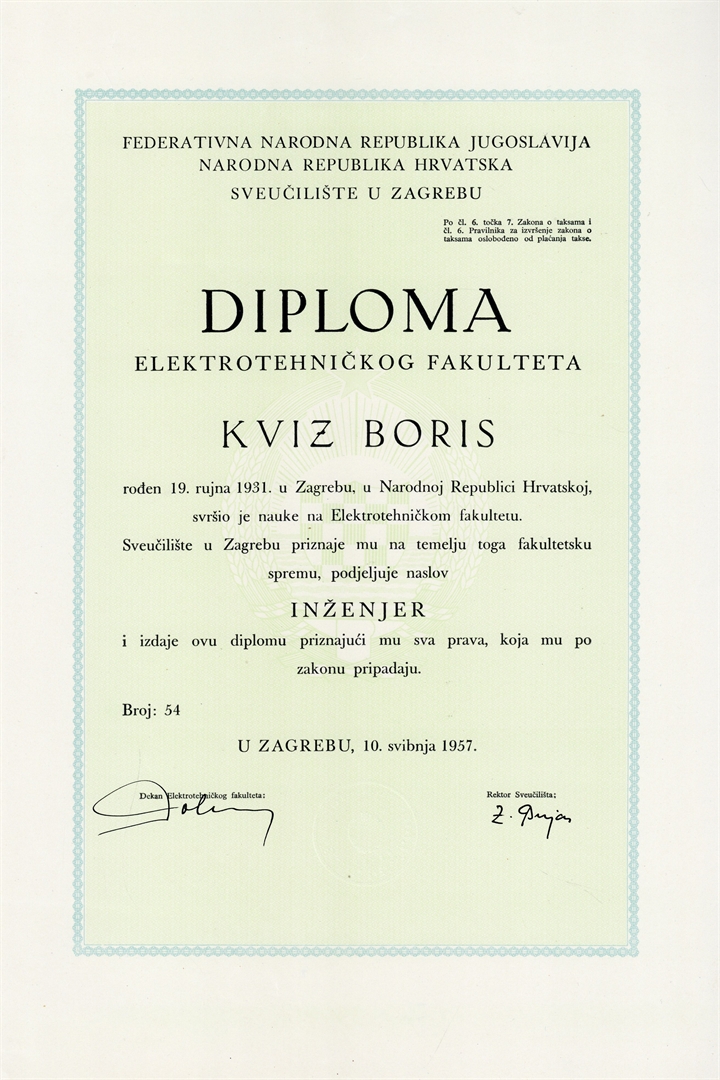 FEDERATIVNA NARODNA REPUBLIKA JUGOSLAVIJA
NARODNA REPUBLIKA HRVATSKA
SVEUČILIŠTE U ZAGREBU
Po čl. 6. točka 7. Zakona o taksama i
čl. 6. Pravilnika za izvršenje zakona o
taksama oslobođeno od plaćanja takse.
DIPLOMA
ELEKTROTEHNIČKOG FAKULTETA
KVIZ BORIS
rođen 19. rujna 1931. u Zagrebu, u Narodnoj Republici Hrvatskoj,
svršio je nauke na Elektrotehničkom fakultetu.
Sveučilište u Zagrebu priznaje mu na temelju toga fakultetsku
spremu, podjeljuje naslov
INŽENJER
i izdaje ovu diplomu priznajući mu sva prava, koja mu po
zakonu pripadaju.
Broj: 54
U ZAGREBU, 10. svibnja 1957.
Dekan Elektrotehničkog fakulteta:
Rektor Sveučilišta:
Z.